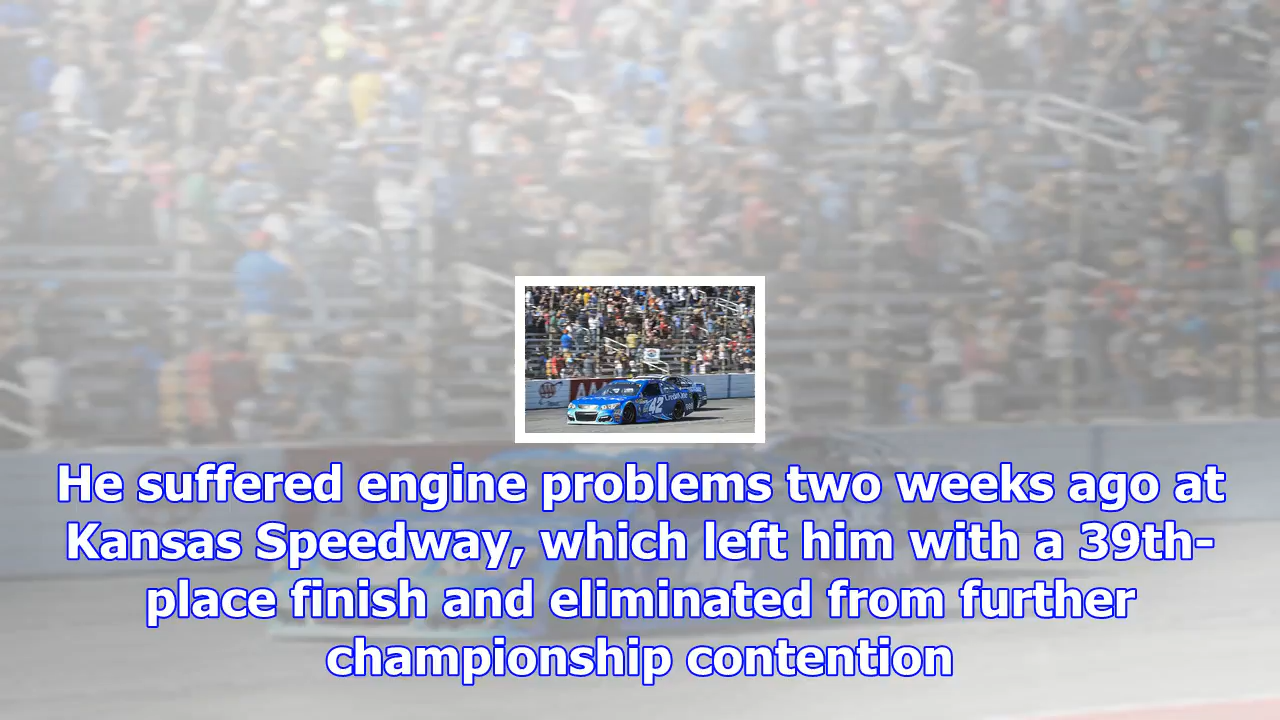 42
He suffered engine problems two weeks ago at
Kansas Speedway, which left him with a 39th-
place finish and eliminated from further
championship contention